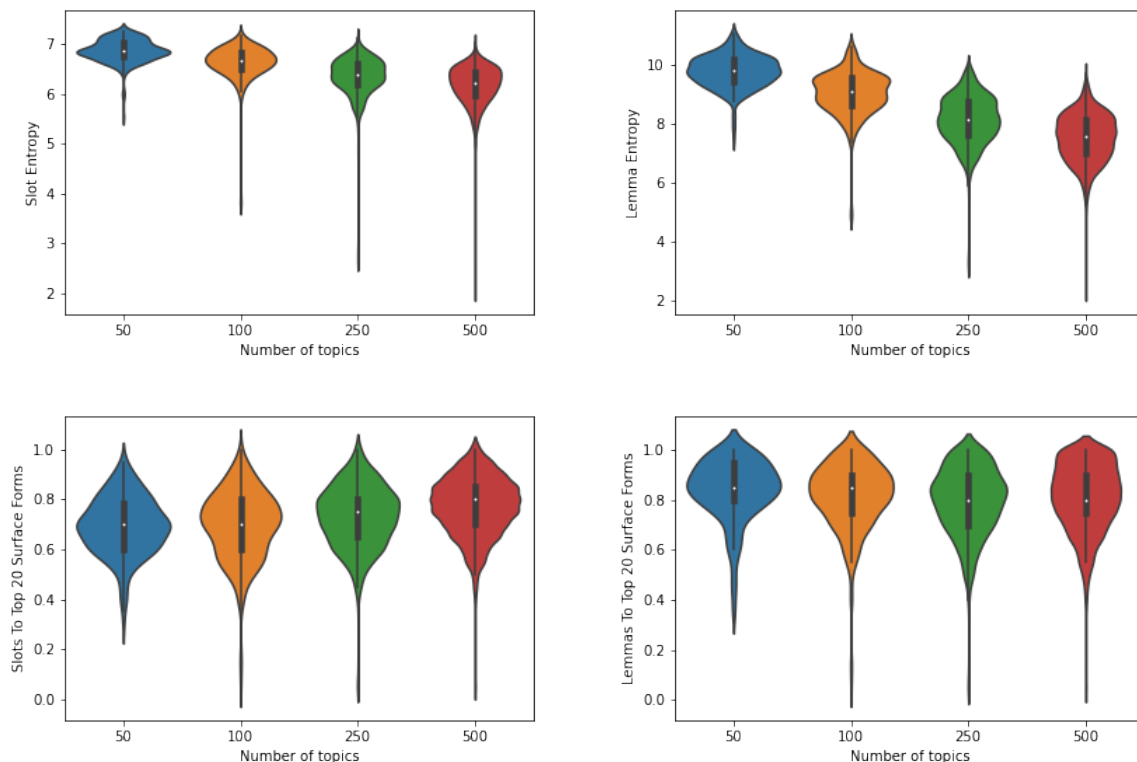 Slot Entropy
7
6
5
4
3
2
50 100 250 500
Number of topics
Lemma Entropy
10
8
6
4
2
50 100 250 500
Number of topics
Slots To Top 20 Surface Forms
1.0
0.8
0.6
0.4
0.2
0.0
50 100 250 500
Number of topics
Lemmas To Top 20 Surface Forms
1.0
0.8
0.6
0.4
0.2
0.0
50 100 250 500
Number of topics